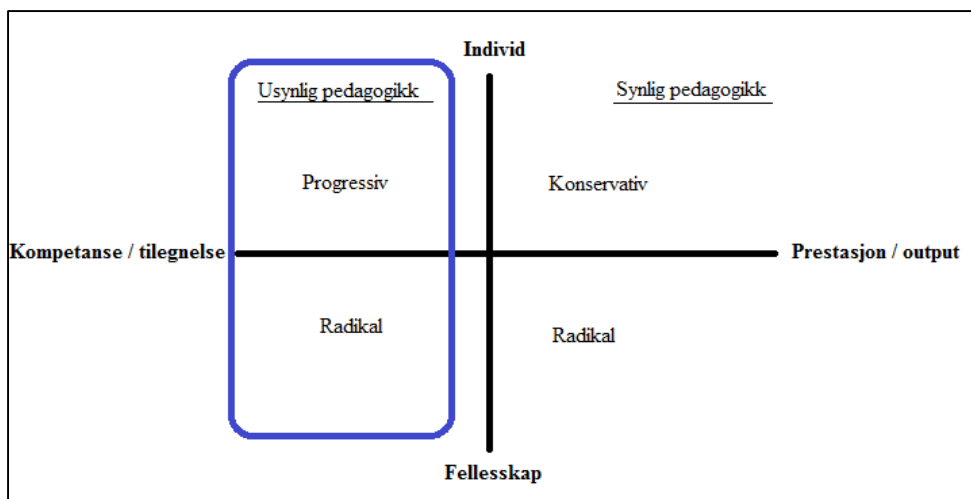 Individ
Usynlig pedagogikk
Synlig pedagogikk
Progressiv
Konservativ
Kompetanse / tilegnelse
Prestasjon / output
Radikal
Radikal
Fellesskap